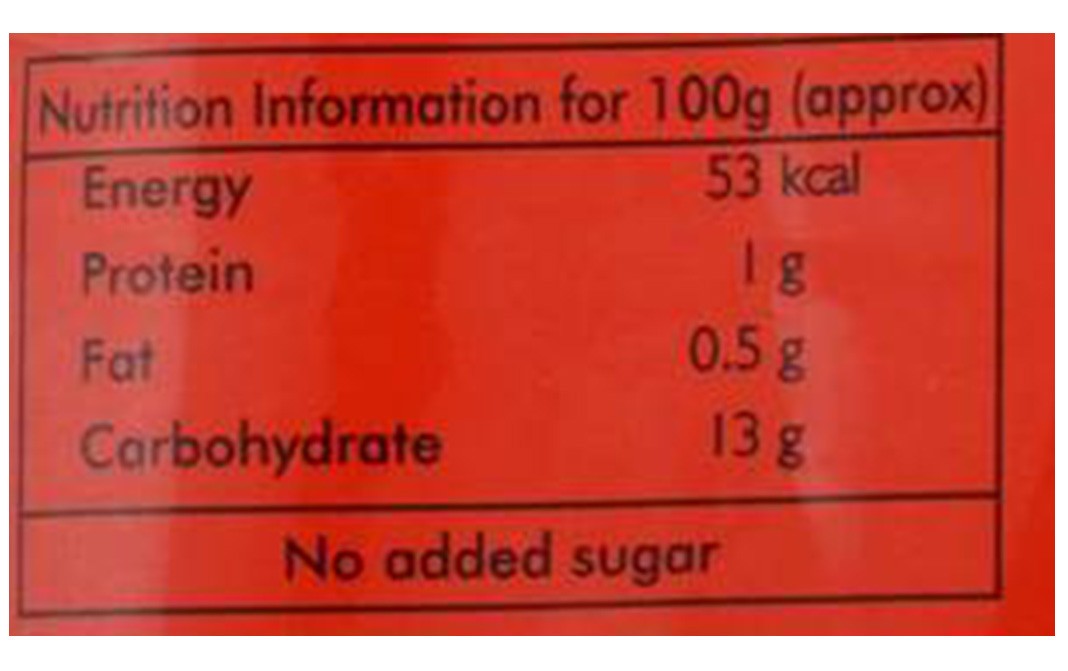 Nutrition Information for 100g (approx)
Energy 53 kcal
Protein 1 g
Fat 0.5 g
Carbohydrate 13 g
No added sugar